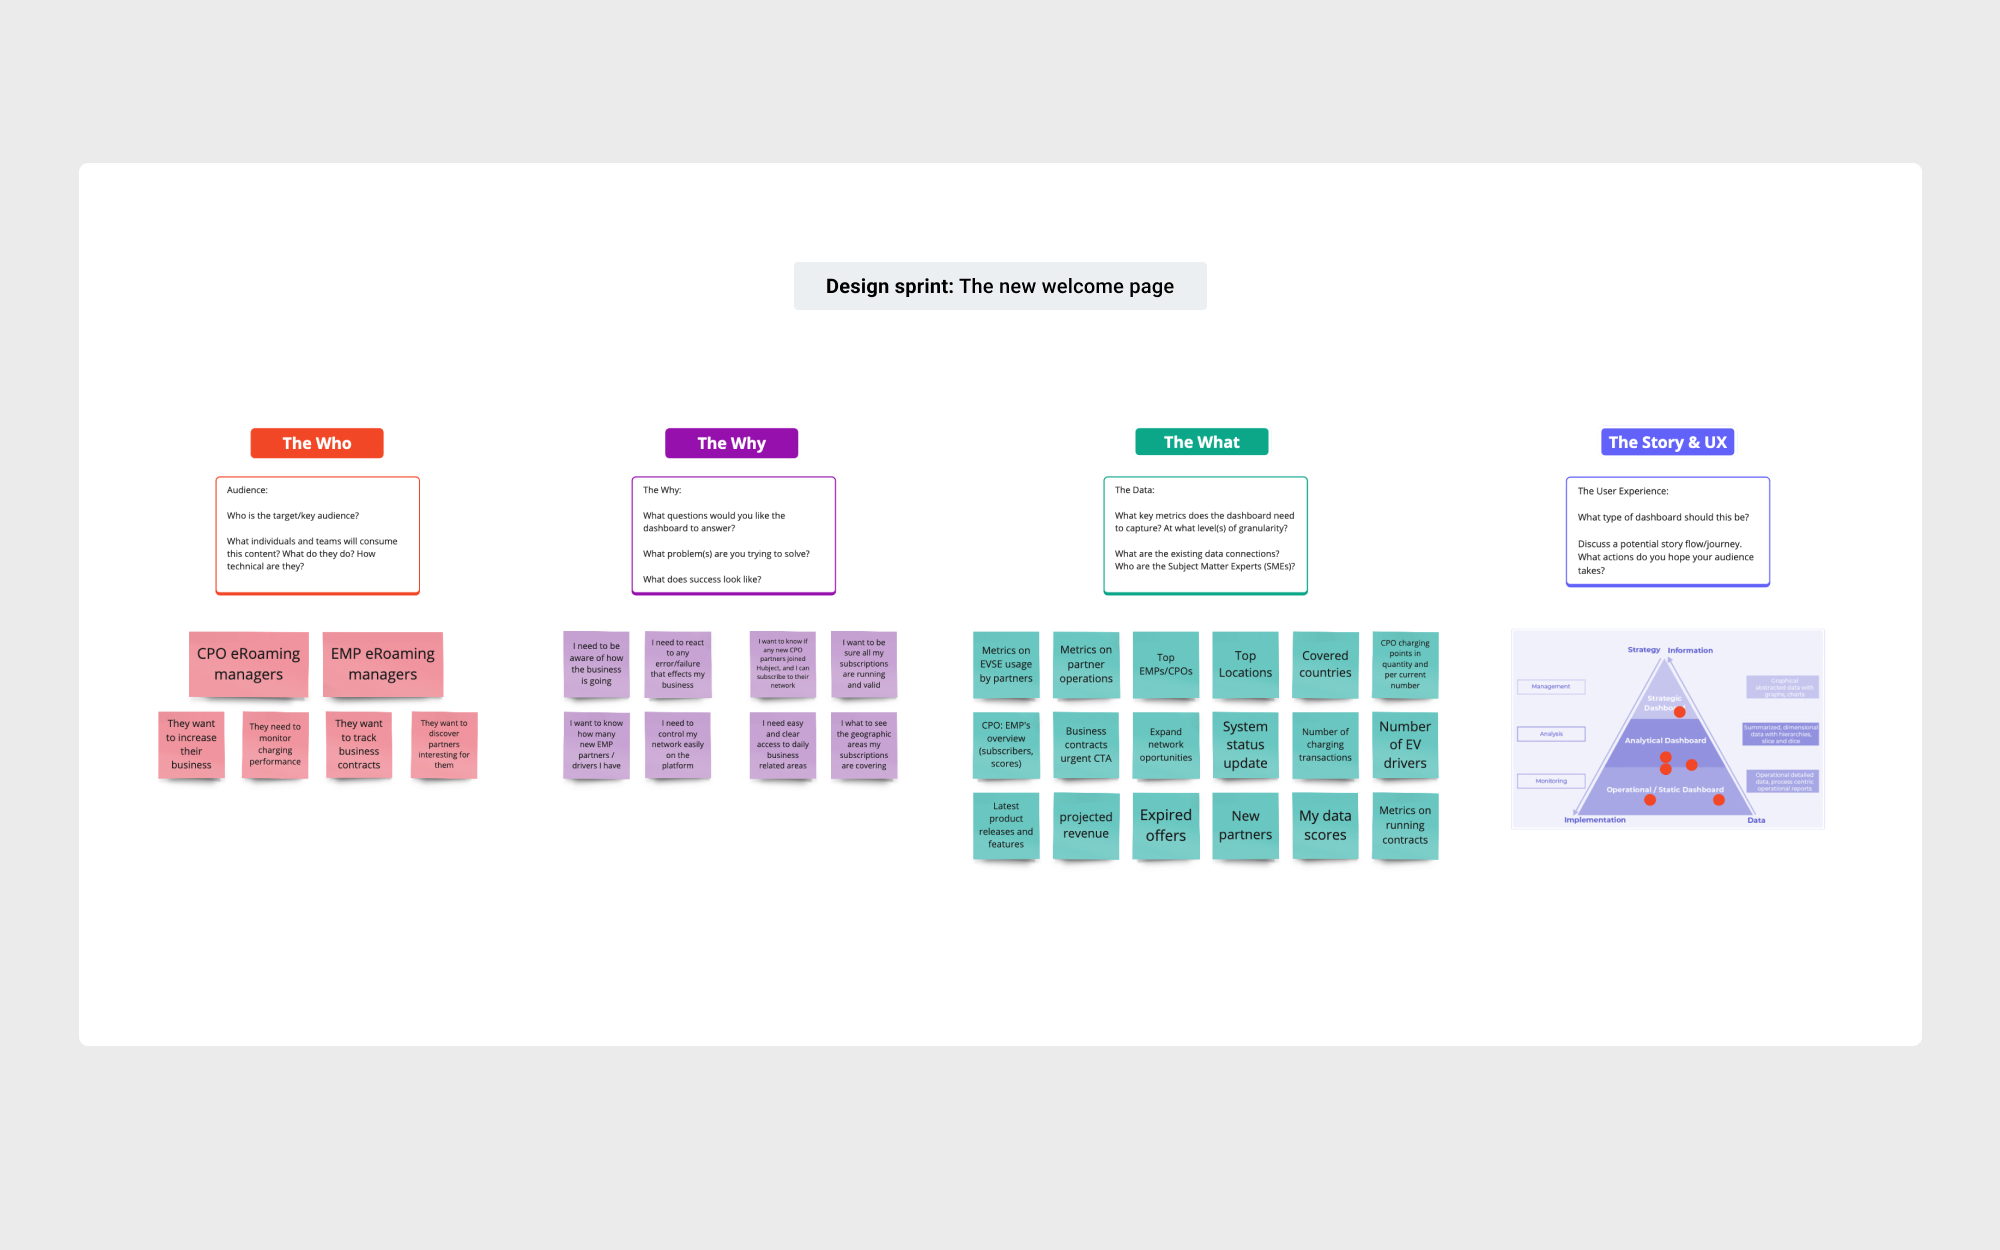 Design sprint: The new welcome page
The Who
Audience:
Who is the target/key audience?
What individuals and teams will consume
this content? What do they do? How
technical are they?
CPO eRoaming
managers
EMP eRoaming
managers
They want
to increase
their
business
They need to
monitor
charging
performance
They want
to track
business
contracts
They want to
discover
partners
interesting for
them
The Why
The Why:
What questions would you like the
dashboard to answer?
What problem(s) are you trying to solve?
What does success look like?
I need to be
aware of how
the business
is going
I need to react
to any
error/failure
that effects my
business
I want to know if
any new CPO
partners joined
Hubject, and I can
subscribe to their
network
I want to be
sure all my
subscriptions
are running
and valid
I want to know
how many
new EMP
partners /
drivers I have
I need to
control my
network easily
on the
platform
I need easy
and clear
access to daily
business
related areas
I what to see
the geographic
areas my
subscriptions
are covering
The What
The Data:
What key metrics does the dashboard need
to capture? At what level(s) of granularity?
What are the existing data connections?
Who are the Subject Matter Experts (SMEs)?
Metrics on
EVSE usage
by partners
Metrics on
partner
operations
Top
EMPs/CPOs
Top
Locations
Covered
countries
CPO charging
points in
quantity and
per current
number
CPO: EMP's
overview
(subscribers,
scores)
Business
contracts
urgent CTA
Expand
network
oportunities
System
status
update
Number of
charging
transactions
Number
of EV
drivers
Latest
product
releases and
features
projected
revenue
Expired
offers
New
partners
My data
scores
Metrics on
running
contracts
The Story & UX
The User Experience:
What type of dashboard should this be?
Discuss a potential story flow/journey.
What actions do you hope your audience
takes?
Strategy Information
Management
Strategic
Dashboard
Graphical
abstracted data with
graphs, charts
Analysis
Analytical Dashboard
Summarized, dimensional
data with hierarchies,
slice and dice
Monitoring
Operational / Static Dashboard
Operational detailed
data, process centric
operational reports
Implementation
Data